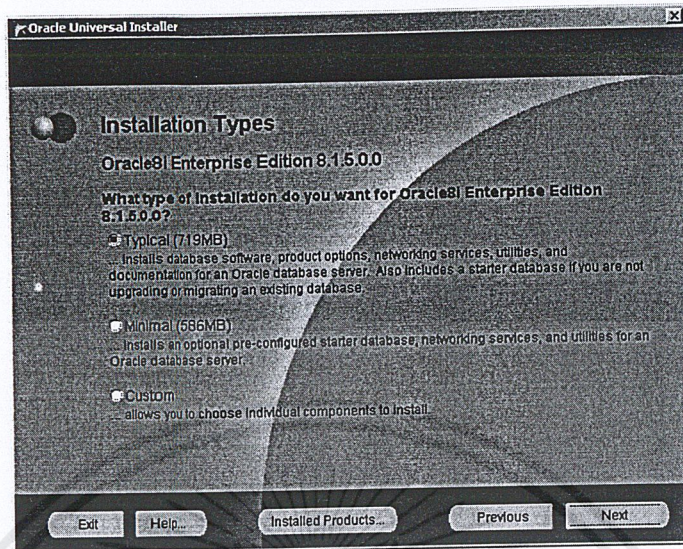 Oracle Universal Installer
Installation Types
Oracle8i Enterprise Edition 8.1.5.0.0
What type of installation do you want for Oracle8i Enterprise Edition
8.1.5.0.0?
Typical (719MB)
... Installs database software, product options, networking services, utilities, and
documentation for an Oracle database server. Also includes a starter database if you are not
upgrading or migrating an existing database.
Minimal (586MB)
... Installs an optional pre-configured starter database, networking services, and utilities for an
Oracle database server.
Custom
... allows you to choose individual components to install.
Exit
Help...
Installed Products...
Previous
Next